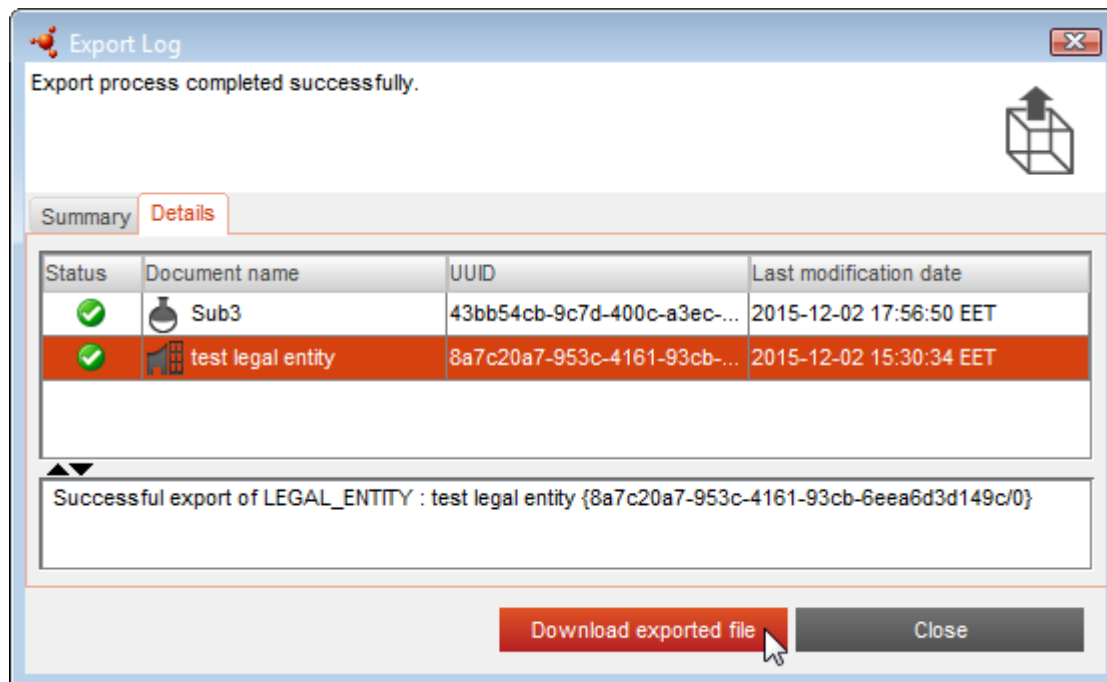 Export Log
Export process completed successfully.
Summary Details
Status Document name UUID Last modification date
Sub3 43bb54cb-9c7d-400c-a3ec-... 2015-12-02 17:56:50 EET
test legal entity 8a7c20a7-953c-4161-93cb-... 2015-12-02 15:30:34 EET
Successful export of LEGAL_ENTITY : test legal entity {8a7c20a7-953c-4161-93cb-6eea6d3d149c/0}
Download exported file Close